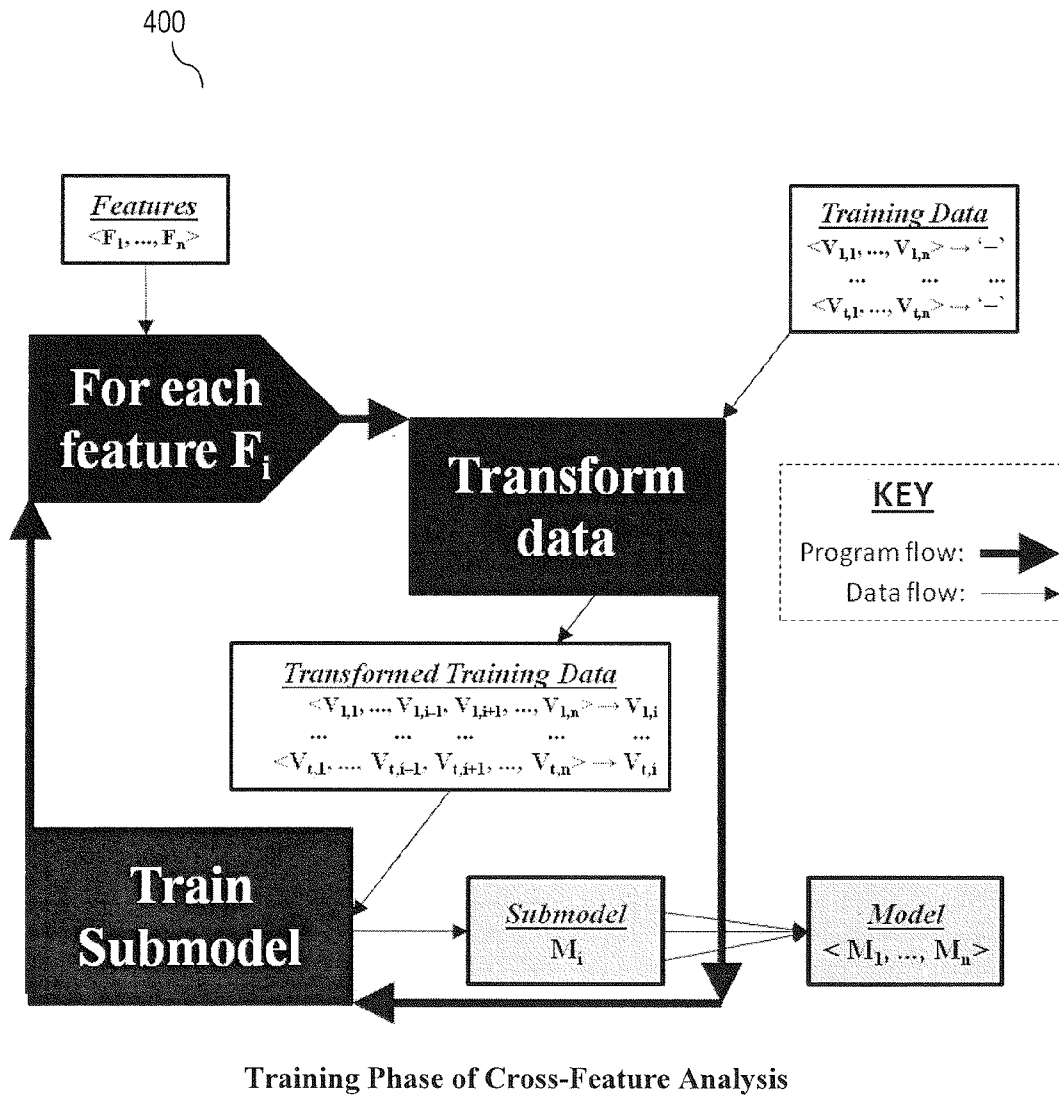 400
Features
<F1, ..., Fn>
Training Data
<V1,1, ..., V1,n> → ‘–’
... ... ...
<Vt,1, ..., Vt,n> → ‘–’
For each
feature Fi
Transform
data
KEY
Program flow:
Data flow:
Transformed Training Data
<V1,1, ..., V1,i–1, V1,i+1, ..., V1,n> → V1,i
... ... ... ... ...
<Vt,1, ..., Vt,i–1, Vt,i+1, ..., Vt,n> → Vt,i
Train
Submodel
Submodel
Mi
Model
< M1, ..., Mn>
Training Phase of Cross-Feature Analysis